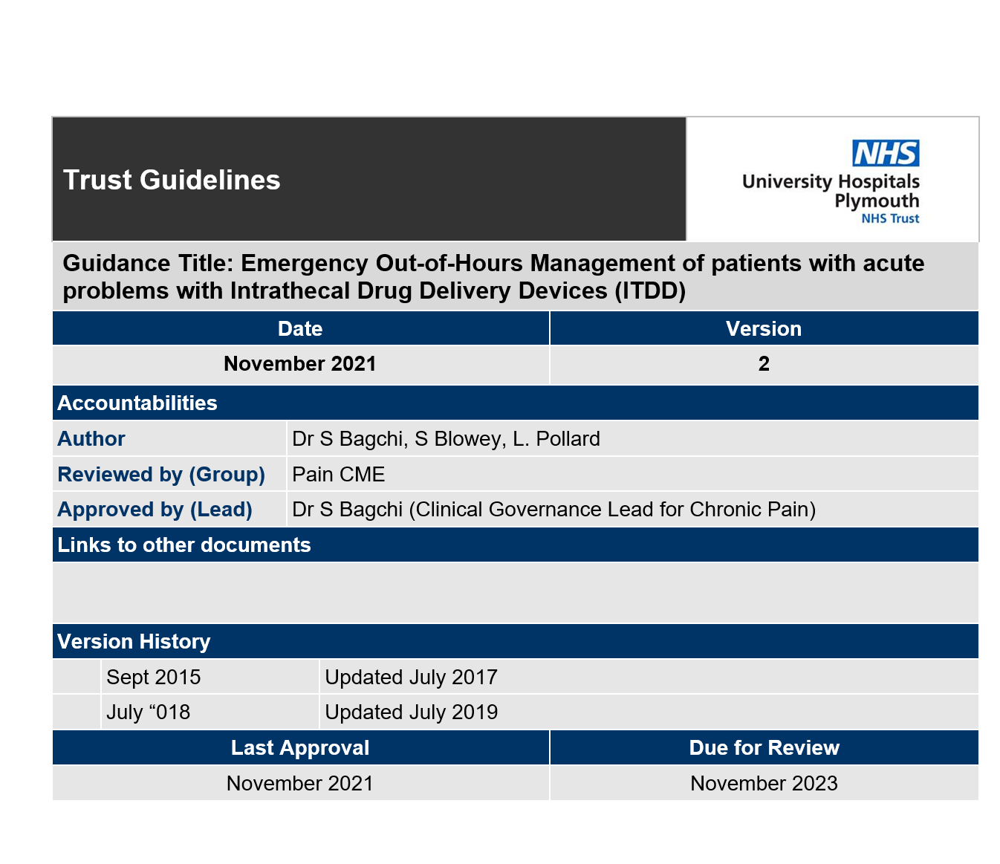 Trust Guidelines
NHS
University Hospitals
Plymouth
NHS Trust
Guidance Title: Emergency Out-of-Hours Management of patients with acute
problems with Intrathecal Drug Delivery Devices (ITDD)
Date Version
November 2021 2
Accountabilities
Author Dr S Bagchi, S Blowey, L. Pollard
Reviewed by (Group) Pain CME
Approved by (Lead) Dr S Bagchi (Clinical Governance Lead for Chronic Pain)
Links to other documents
Version History
Sept 2015 Updated July 2017
July “018 Updated July 2019
Last Approval Due for Review
November 2021 November 2023